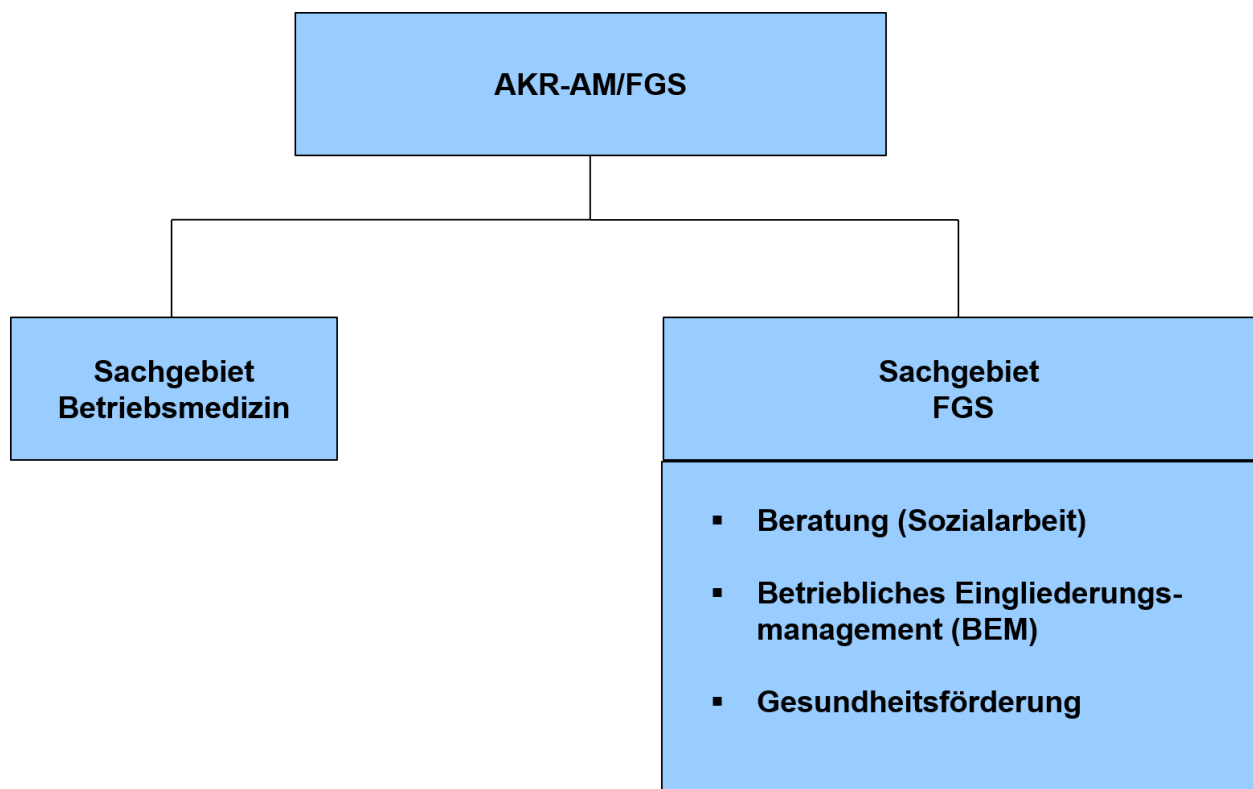 AKR-AM/FGS
Sachgebiet
Betriebsmedizin
Sachgebiet
FGS
▪ Beratung (Sozialarbeit)
▪ Betriebliches Eingliederungs-
management (BEM)
▪ Gesundheitsförderung